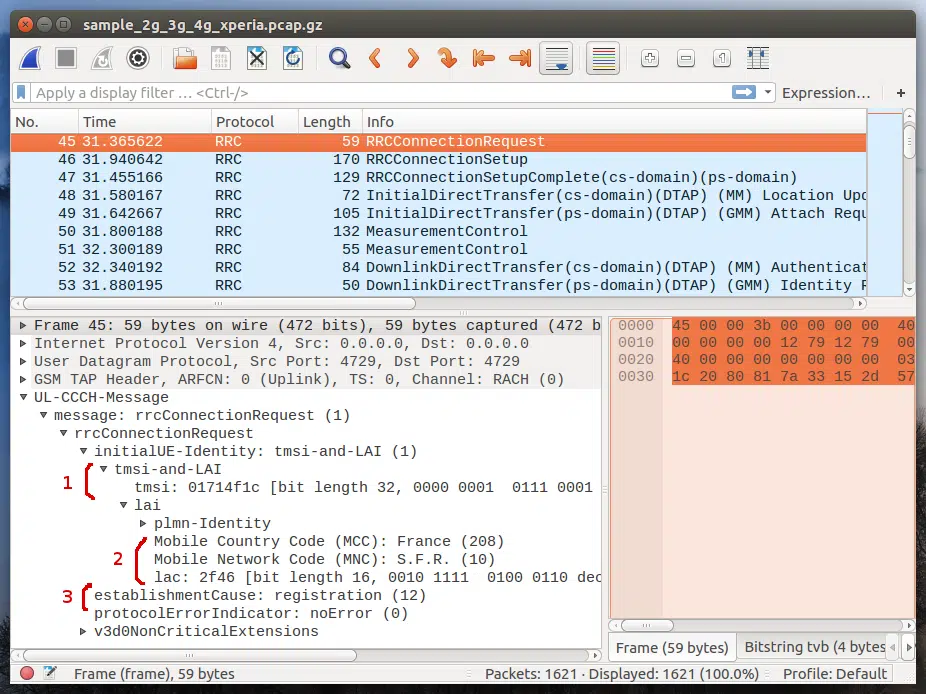 sample_2g_3g_4g_xperia.pcap.gz
Apply a display filter … <Ctrl-/>
Expression… +
No. Time Protocol Length Info
45 31.365622 RRC 59 RRCConnectionRequest
46 31.940642 RRC 170 RRCConnectionSetup
47 31.455166 RRC 129 RRCConnectionSetupComplete(cs-domain)(ps-domain)
48 31.580167 RRC 72 InitialDirectTransfer(cs-domain)(DTAP) (MM) Location Upd
49 31.642667 RRC 105 InitialDirectTransfer(ps-domain)(DTAP) (GMM) Attach Requ
50 31.800188 RRC 132 MeasurementControl
51 32.300189 RRC 55 MeasurementControl
52 32.340192 RRC 84 DownlinkDirectTransfer(cs-domain)(DTAP) (MM) Authenticat
53 31.880195 RRC 50 DownlinkDirectTransfer(ps-domain)(DTAP) (GMM) Identity R
Frame 45: 59 bytes on wire (472 bits), 59 bytes captured (472 b
Internet Protocol Version 4, Src: 0.0.0.0, Dst: 0.0.0.0
User Datagram Protocol, Src Port: 4729, Dst Port: 4729
GSM TAP Header, ARFCN: 0 (Uplink), TS: 0, Channel: RACH (0)
UL-CCCH-Message
message: rrcConnectionRequest (1)
rrcConnectionRequest
initialUE-Identity: tmsi-and-LAI (1)
1 tmsi-and-LAI
tmsi: 01714f1c [bit length 32, 0000 0001 0111 0001
lai
plmn-Identity
Mobile Country Code (MCC): France (208)
2 Mobile Network Code (MNC): S.F.R. (10)
lac: 2f46 [bit length 16, 0010 1111 0100 0110 dec
3 establishmentCause: registration (12)
protocolErrorIndicator: noError (0)
v3d0NonCriticalExtensions
0000 45 00 00 3b 00 00 00 00 40
0010 00 00 00 00 12 79 12 79 00
0020 40 00 00 00 00 00 00 00 03
0030 1c 20 80 81 7a 33 15 2d 57
Frame (59 bytes) Bitstring tvb (4 bytes
Frame (frame), 59 bytes Packets: 1621 · Displayed: 1621 (100.0%) Profile: Default